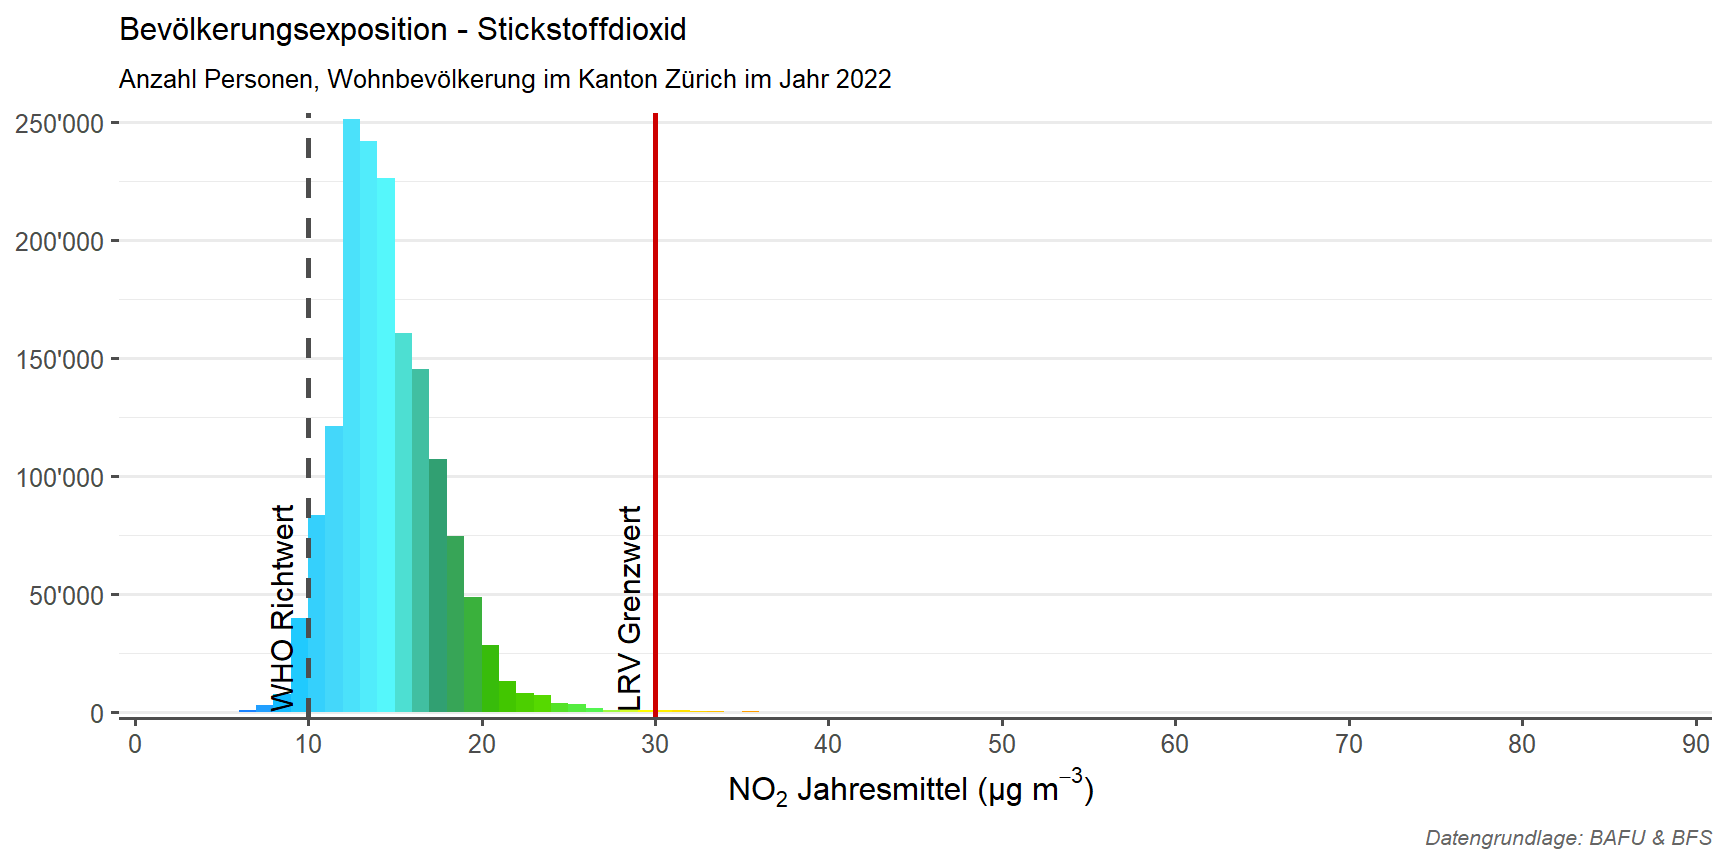 Bevölkerungsexposition - Stickstoffdioxid
Anzahl Personen, Wohnbevölkerung im Kanton Zürich im Jahr 2022
250'000
200'000
150'000
100'000
50'000
0
WHO Richtwert
LRV Grenzwert
0 10 20 30 40 50 60 70 80 90
NO₂ Jahresmittel (µg m⁻³)
Datengrundlage: BAFU & BFS